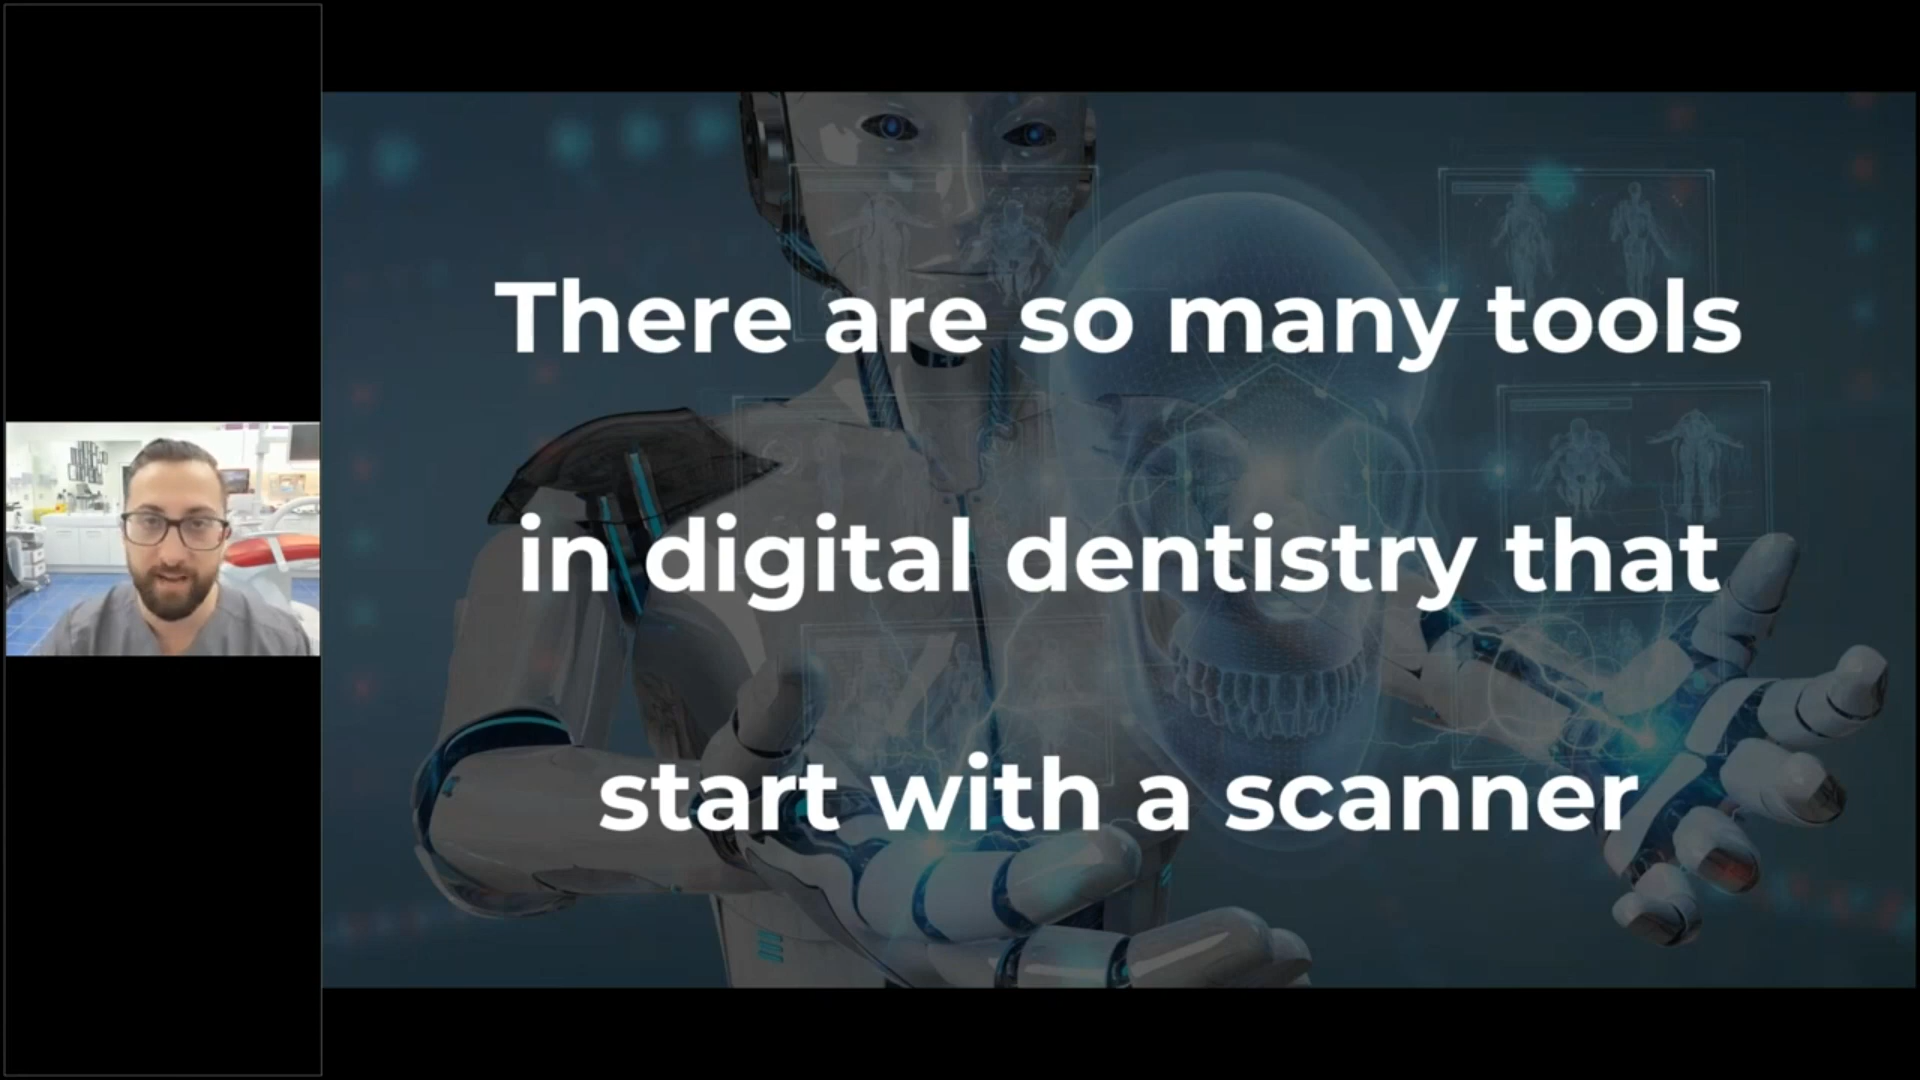 There are so many tools
in digital dentistry that
start with a scanner